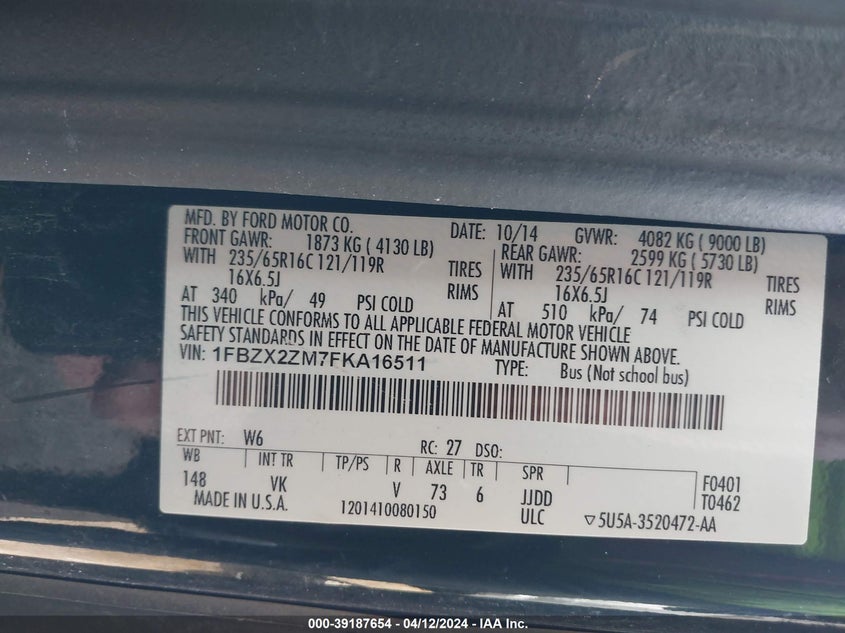 MFD. BY FORD MOTOR CO. DATE: 10/14 GVWR: 4082 KG ( 9000 LB)
FRONT GAWR: 1873 KG ( 4130 LB) REAR GAWR: 2599 KG ( 5730 LB)
WITH 235/65R16C 121/119R TIRES WITH 235/65R16C 121/119R TIRES
16X6.5J RIMS 16X6.5J RIMS
AT 340 kPa/ 49 PSI COLD AT 510 kPa/ 74 PSI COLD
THIS VEHICLE CONFORMS TO ALL APPLICABLE FEDERAL MOTOR VEHICLE
SAFETY STANDARDS IN EFFECT ON THE DATE OF MANUFACTURE SHOWN ABOVE.
VIN: 1FBZX2ZM7FKA16511 TYPE: Bus (Not school bus)
EXT PNT: W6 RC: 27 DSO:
WB INT TR TP/PS R AXLE TR SPR F0401
148 VK V 73 6 JJDD T0462
MADE IN U.S.A. 1201410080150 ULC ▽5U5A-3520472-AA
000-39187654 - 04/12/2024 - IAA Inc.